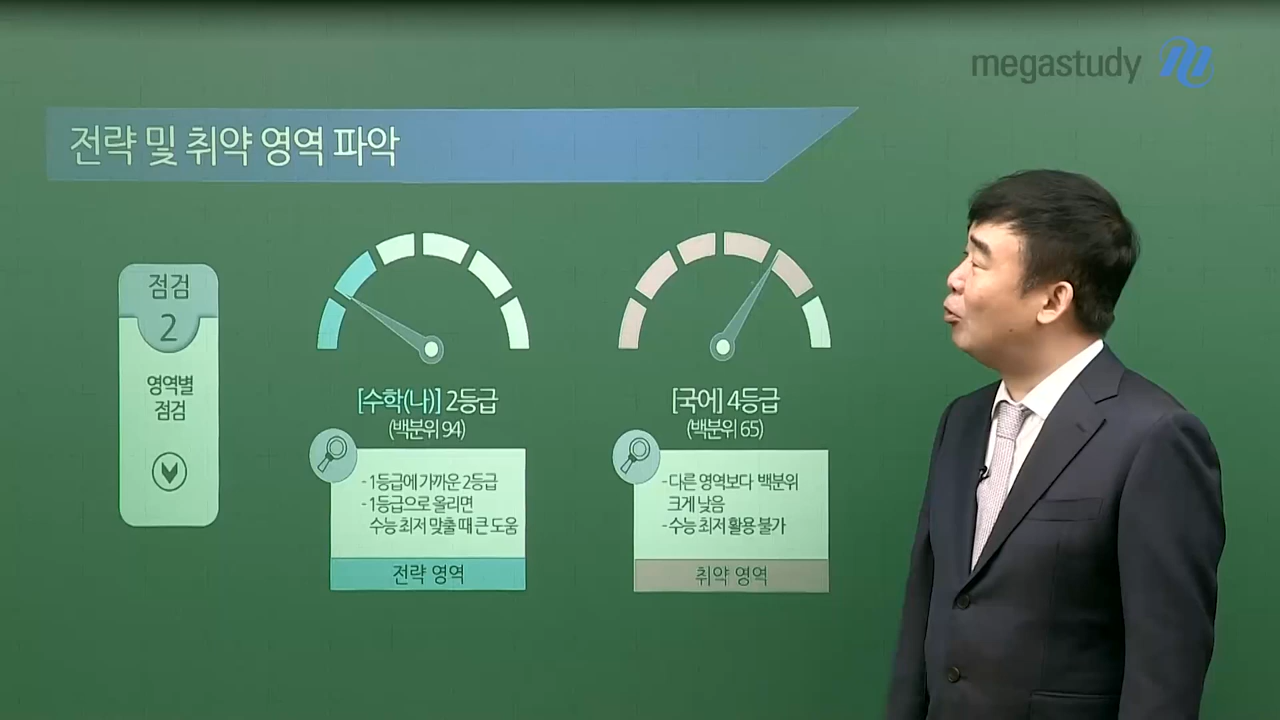 megastudy
전략 및 취약 영역 파악
점검
2
영역별
점검
[수학(나)] 2등급
(백분위 94)
- 1등급에 가까운 2등급
- 1등급으로 올리면
수능 최저 맞출 때 큰 도움
전략 영역
[국어] 4등급
(백분위 65)
- 다른 영역보다 백분위
크게 낮음
- 수능 최저 활용 불가
취약 영역